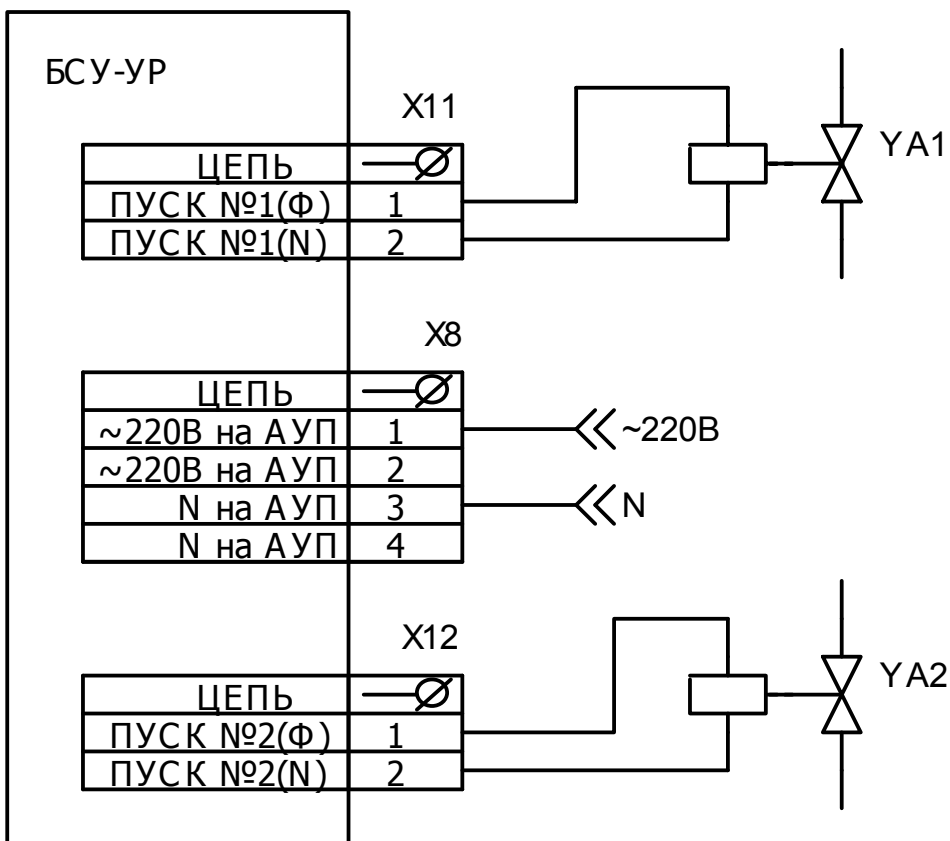 БСУ-УР
X11
ЦЕПЬ
ПУСК №1(Ф) 1
ПУСК №1(N) 2
YA1
X8
ЦЕПЬ
~220В на АУП 1
~220В
~220В на АУП 2
N на АУП 3
N
N на АУП 4
X12
ЦЕПЬ
ПУСК №2(Ф) 1
ПУСК №2(N) 2
YA2